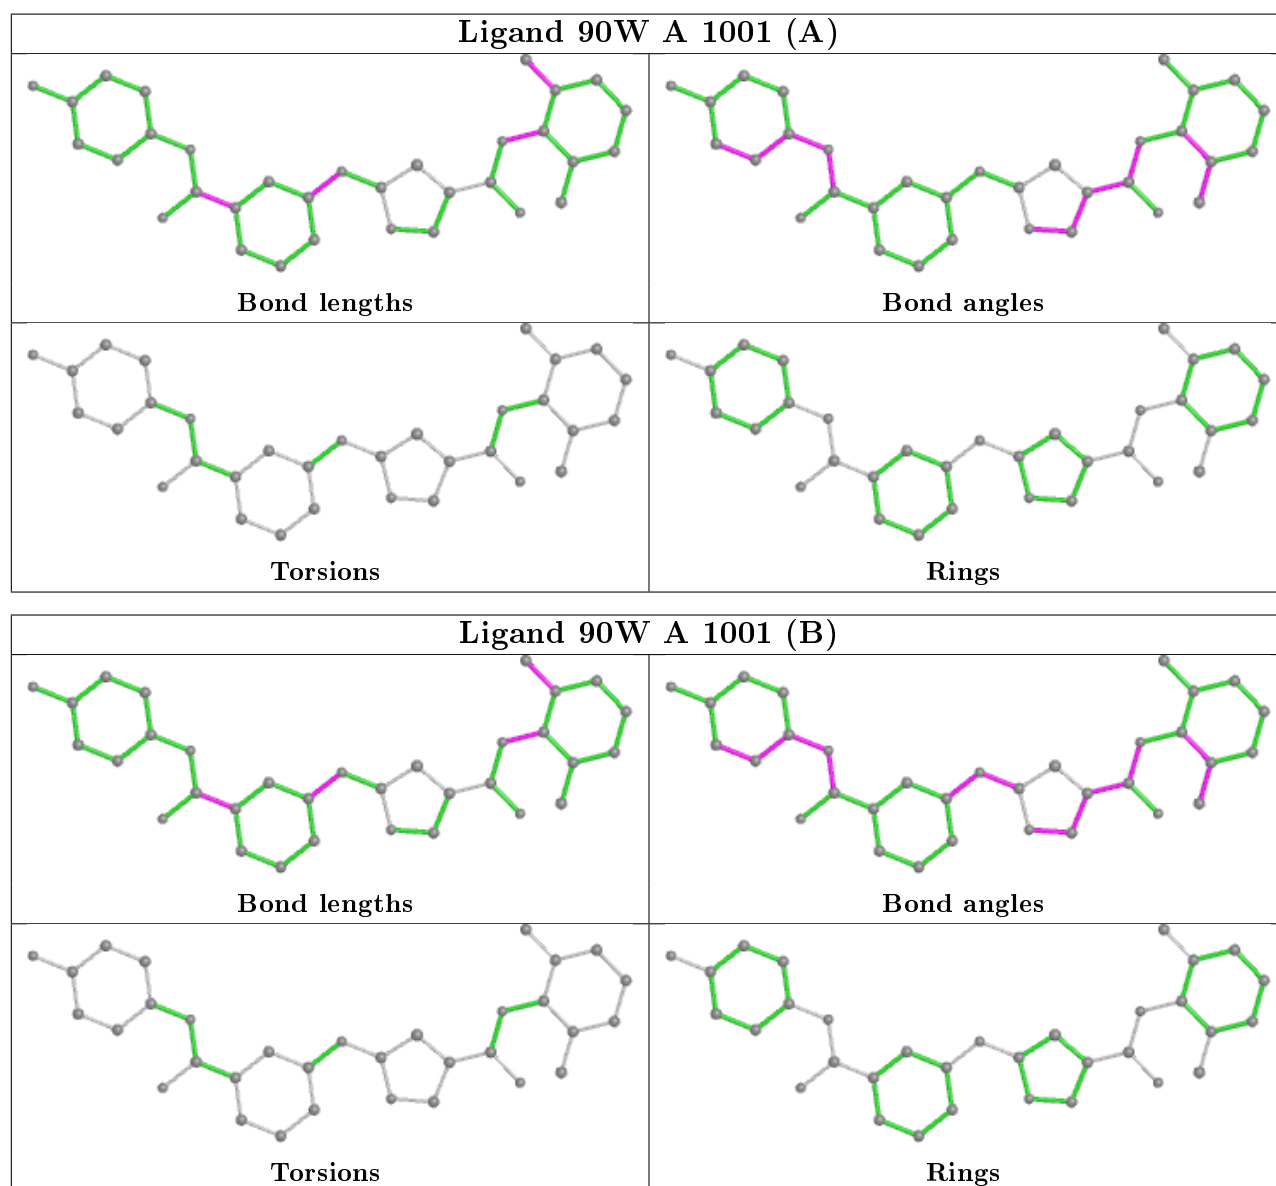 Ligand 90W A 1001 (A)
Bond lengths
Bond angles
Torsions
Rings
Ligand 90W A 1001 (B)
Bond lengths
Bond angles
Torsions
Rings